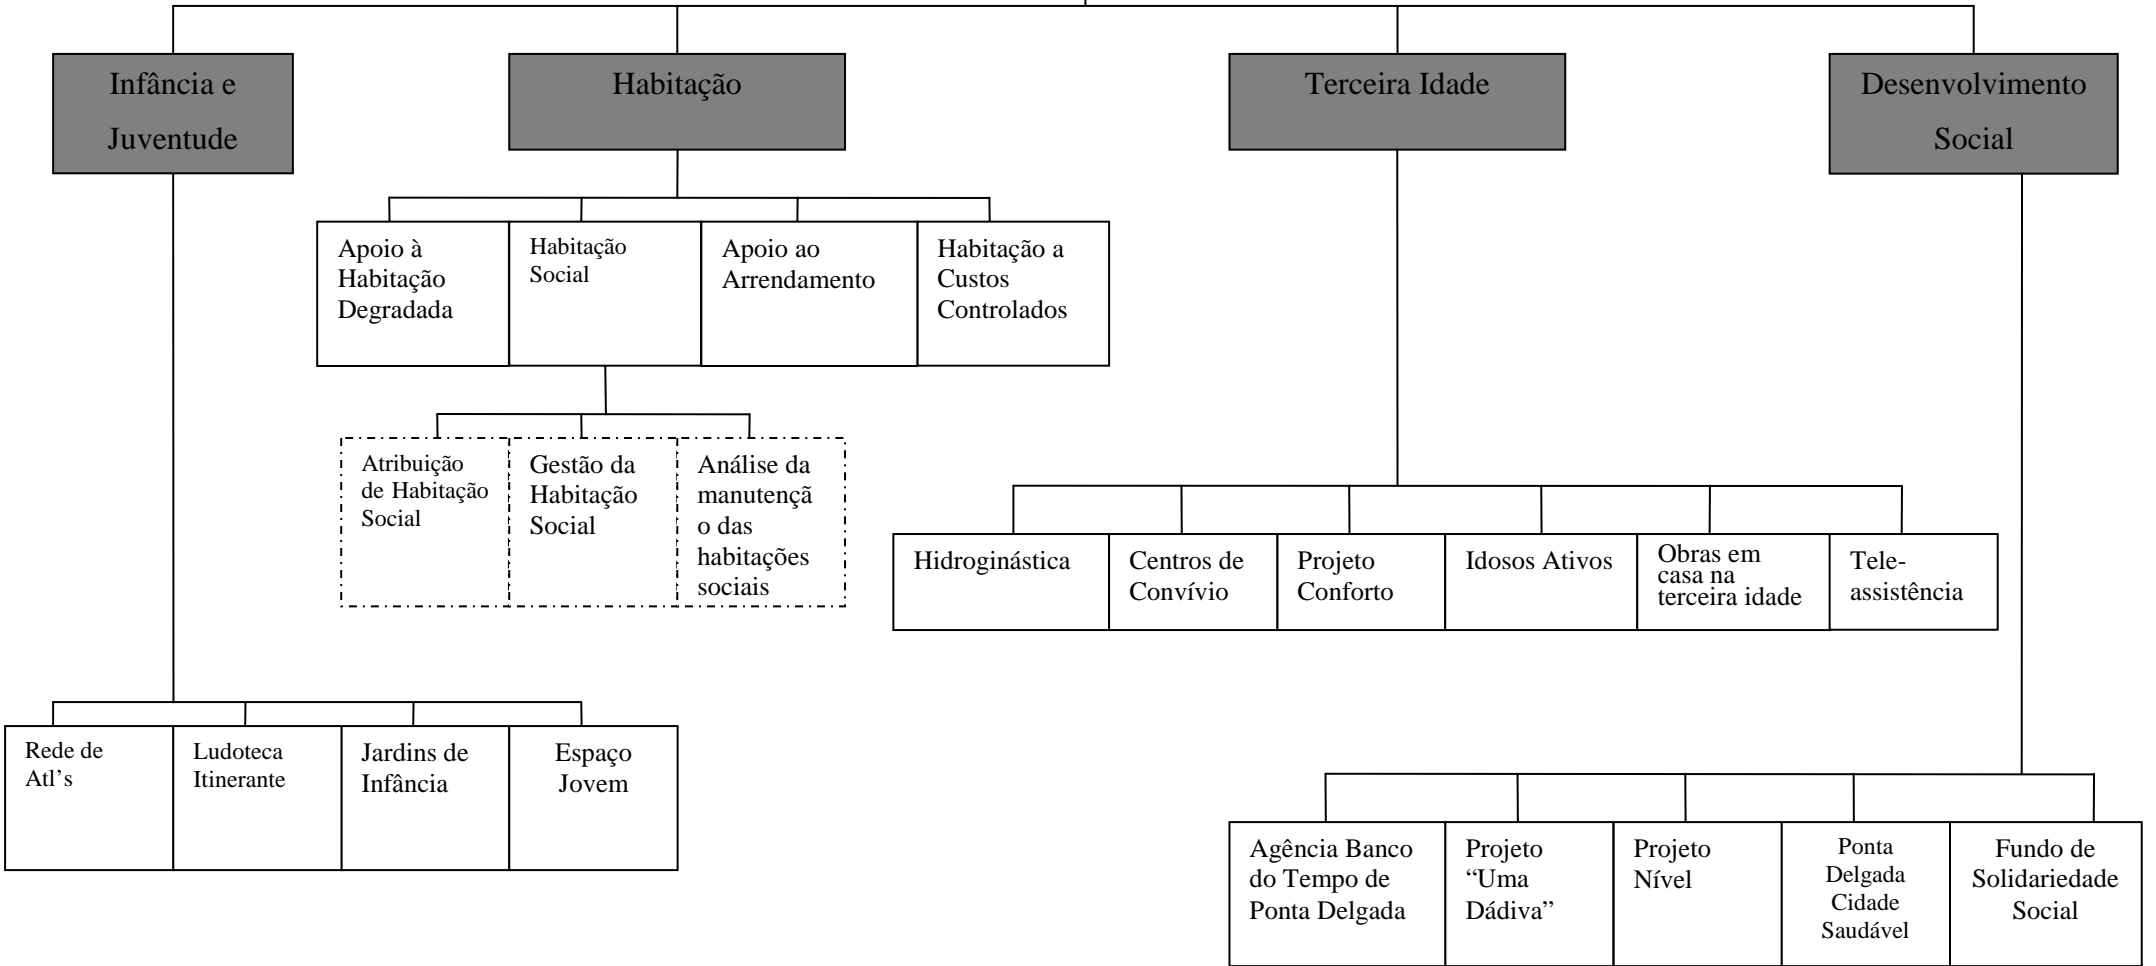 Infância e
Juventude
Habitação
Terceira Idade
Desenvolvimento
Social
Apoio à
Habitação
Degradada
Habitação
Social
Apoio ao
Arrendamento
Habitação a
Custos
Controlados
Atribuição
de Habitação
Social
Gestão da
Habitação
Social
Análise da
manutençã
o das
habitações
sociais
Hidroginástica
Centros de
Convívio
Projeto
Conforto
Idosos Ativos
Obras em
casa na
terceira idade
Tele-
assistência
Rede de
Atl’s
Ludoteca
Itinerante
Jardins de
Infância
Espaço
Jovem
Agência Banco
do Tempo de
Ponta Delgada
Projeto
“Uma
Dádiva”
Projeto
Nível
Ponta
Delgada
Cidade
Saudável
Fundo de
Solidariedade
Social